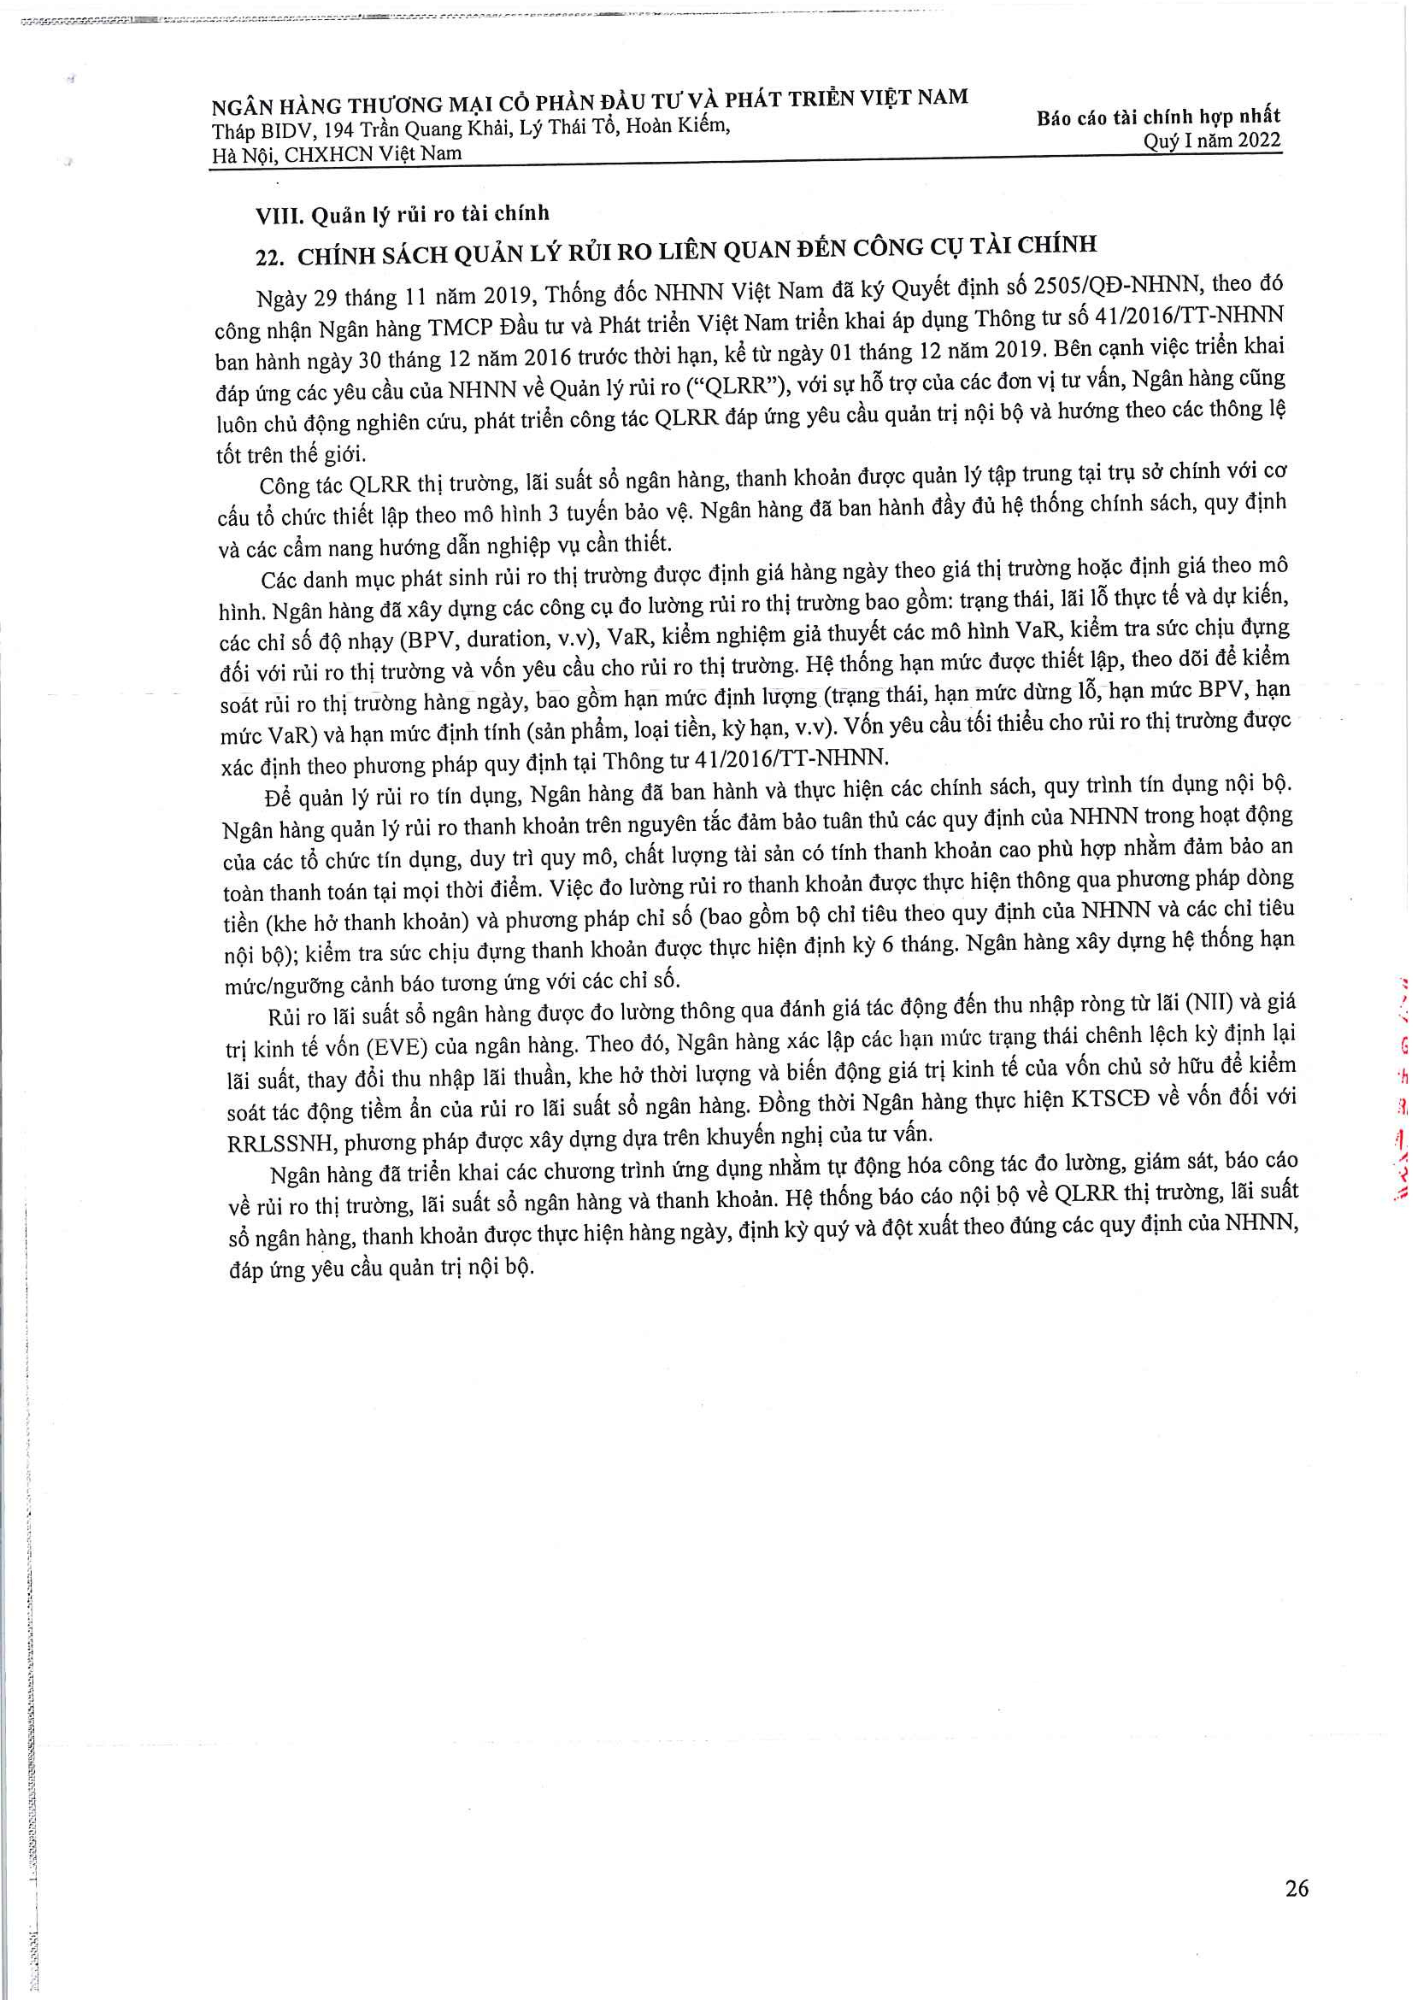 NGÂN HÀNG THƯƠNG MẠI CỔ PHẦN ĐẦU TƯ VÀ PHÁT TRIỂN VIỆT NAM
Tháp BIDV, 194 Trần Quang Khải, Lý Thái Tổ, Hoàn Kiếm,
Hà Nội, CHXHCN Việt Nam
Báo cáo tài chính hợp nhất
Quý I năm 2022
VIII. Quản lý rủi ro tài chính
22. CHÍNH SÁCH QUẢN LÝ RỦI RO LIÊN QUAN ĐẾN CÔNG CỤ TÀI CHÍNH
Ngày 29 tháng 11 năm 2019, Thống đốc NHNN Việt Nam đã ký Quyết định số 2505/QĐ-NHNN, theo đó
công nhận Ngân hàng TMCP Đầu tư và Phát triển Việt Nam triển khai áp dụng Thông tư số 41/2016/TT-NHNN
ban hành ngày 30 tháng 12 năm 2016 trước thời hạn, kể từ ngày 01 tháng 12 năm 2019. Bên cạnh việc triển khai
đáp ứng các yêu cầu của NHNN về Quản lý rủi ro (“QLRR”), với sự hỗ trợ của các đơn vị tư vấn, Ngân hàng cũng
luôn chủ động nghiên cứu, phát triển công tác QLRR đáp ứng yêu cầu quản trị nội bộ và hướng theo các thông lệ
tốt trên thế giới.
Công tác QLRR thị trường, lãi suất sổ ngân hàng, thanh khoản được quản lý tập trung tại trụ sở chính với cơ
cấu tổ chức thiết lập theo mô hình 3 tuyến bảo vệ. Ngân hàng đã ban hành đầy đủ hệ thống chính sách, quy định
và các cẩm nang hướng dẫn nghiệp vụ cần thiết.
Các danh mục phát sinh rủi ro thị trường được định giá hàng ngày theo giá thị trường hoặc định giá theo mô
hình. Ngân hàng đã xây dựng các công cụ đo lường rủi ro thị trường bao gồm: trạng thái, lãi lỗ thực tế và dự kiến,
các chỉ số độ nhạy (BPV, duration, v.v), VaR, kiểm nghiệm giả thuyết các mô hình VaR, kiểm tra sức chịu đựng
đối với rủi ro thị trường và vốn yêu cầu cho rủi ro thị trường. Hệ thống hạn mức được thiết lập, theo dõi để kiểm
soát rủi ro thị trường hàng ngày, bao gồm hạn mức định lượng (trạng thái, hạn mức dừng lỗ, hạn mức BPV, hạn
mức VaR) và hạn mức định tính (sản phẩm, loại tiền, kỳ hạn, v.v). Vốn yêu cầu tối thiểu cho rủi ro thị trường được
xác định theo phương pháp quy định tại Thông tư 41/2016/TT-NHNN.
Để quản lý rủi ro tín dụng, Ngân hàng đã ban hành và thực hiện các chính sách, quy trình tín dụng nội bộ.
Ngân hàng quản lý rủi ro thanh khoản trên nguyên tắc đảm bảo tuân thủ các quy định của NHNN trong hoạt động
của các tổ chức tín dụng, duy trì quy mô, chất lượng tài sản có tính thanh khoản cao phù hợp nhằm đảm bảo an
toàn thanh toán tại mọi thời điểm. Việc đo lường rủi ro thanh khoản được thực hiện thông qua phương pháp dòng
tiền (khe hở thanh khoản) và phương pháp chỉ số (bao gồm bộ chỉ tiêu theo quy định của NHNN và các chỉ tiêu
nội bộ); kiểm tra sức chịu đựng thanh khoản được thực hiện định kỳ 6 tháng. Ngân hàng xây dựng hệ thống hạn
mức/ngưỡng cảnh báo tương ứng với các chỉ số.
Rủi ro lãi suất sổ ngân hàng được đo lường thông qua đánh giá tác động đến thu nhập ròng từ lãi (NII) và giá
trị kinh tế vốn (EVE) của ngân hàng. Theo đó, Ngân hàng xác lập các hạn mức trạng thái chênh lệch kỳ định lại
lãi suất, thay đổi thu nhập lãi thuần, khe hở thời lượng và biến động giá trị kinh tế của vốn chủ sở hữu để kiểm
soát tác động tiềm ẩn của rủi ro lãi suất sổ ngân hàng. Đồng thời Ngân hàng thực hiện KTSCĐ về vốn đối với
RRLSSNH, phương pháp được xây dựng dựa trên khuyến nghị của tư vấn.
Ngân hàng đã triển khai các chương trình ứng dụng nhằm tự động hóa công tác đo lường, giám sát, báo cáo
về rủi ro thị trường, lãi suất sổ ngân hàng và thanh khoản. Hệ thống báo cáo nội bộ về QLRR thị trường, lãi suất
sổ ngân hàng, thanh khoản được thực hiện hàng ngày, định kỳ quý và đột xuất theo đúng các quy định của NHNN,
đáp ứng yêu cầu quản trị nội bộ.
26